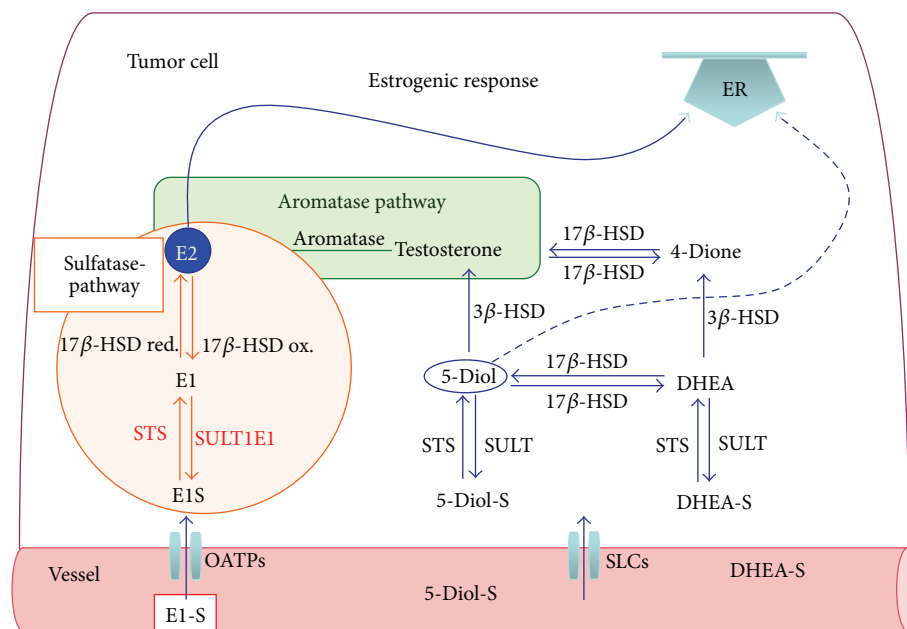 Tumor cell
Estrogenic response
ER
Aromatase pathway
Aromatase
Testosterone
17β-HSD
17β-HSD
4-Dione
E2
Sulfatase-
pathway
3β-HSD
3β-HSD
17β-HSD red.
17β-HSD ox.
E1
5-Diol
17β-HSD
17β-HSD
DHEA
STS
SULT1E1
STS
SULT
STS
SULT
E1S
5-Diol-S
DHEA-S
Vessel
OATPs
SLCs
DHEA-S
5-Diol-S
E1-S